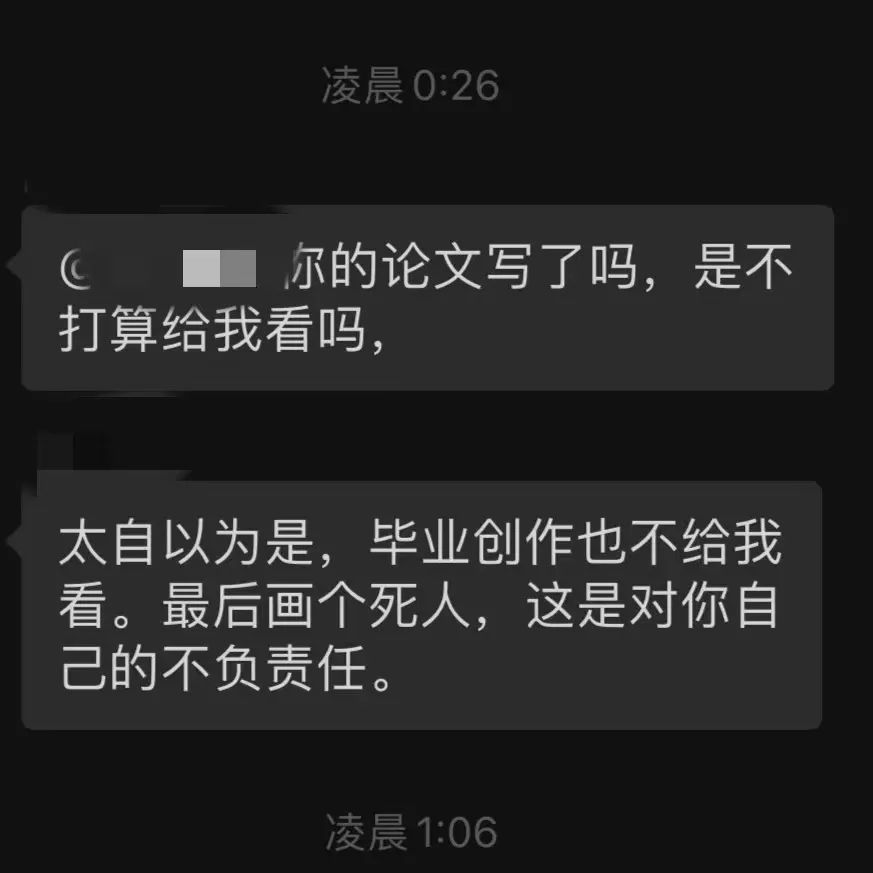 凌晨 0:26
@ 你的论文写了吗，是不
打算给我看吗，
太自以为是，毕业创作也不给我
看。最后画个死人，这是对你自
己的不负责任。
凌晨 1:06